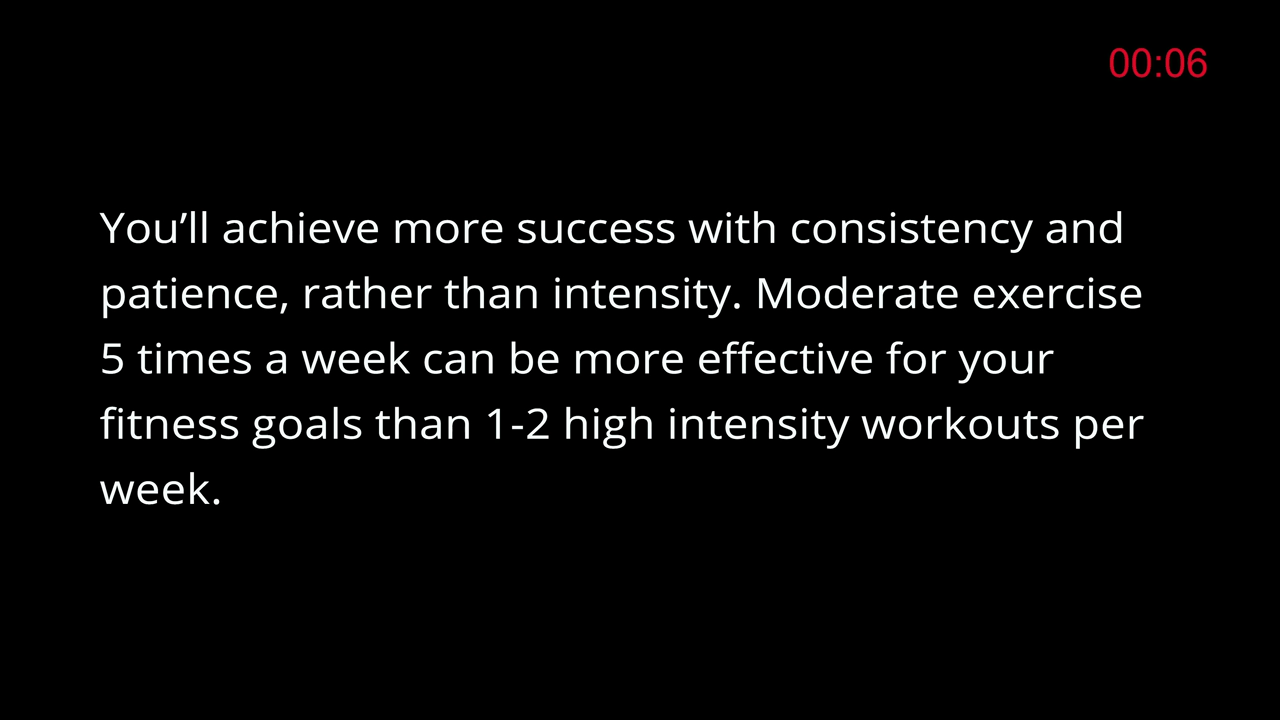 00:06
You’ll achieve more success with consistency and
patience, rather than intensity. Moderate exercise
5 times a week can be more effective for your
fitness goals than 1-2 high intensity workouts per
week.